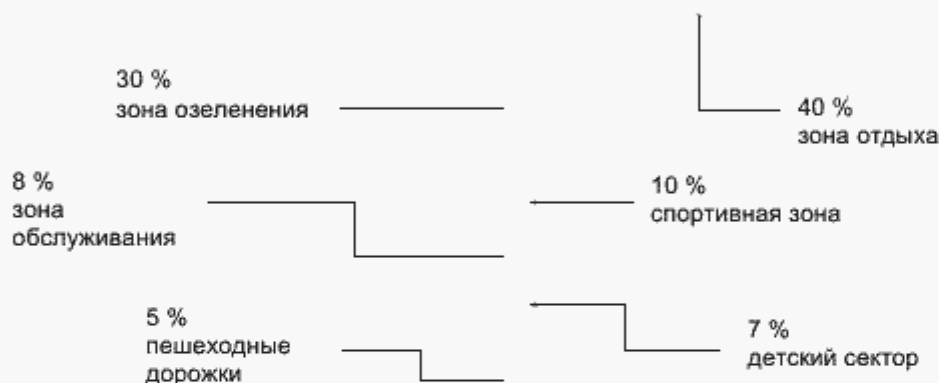 30 %
зона озеленения
40 %
зона отдыха
8 %
зона
обслуживания
10 %
спортивная зона
5 %
пешеходные
дорожки
7 %
детский сектор